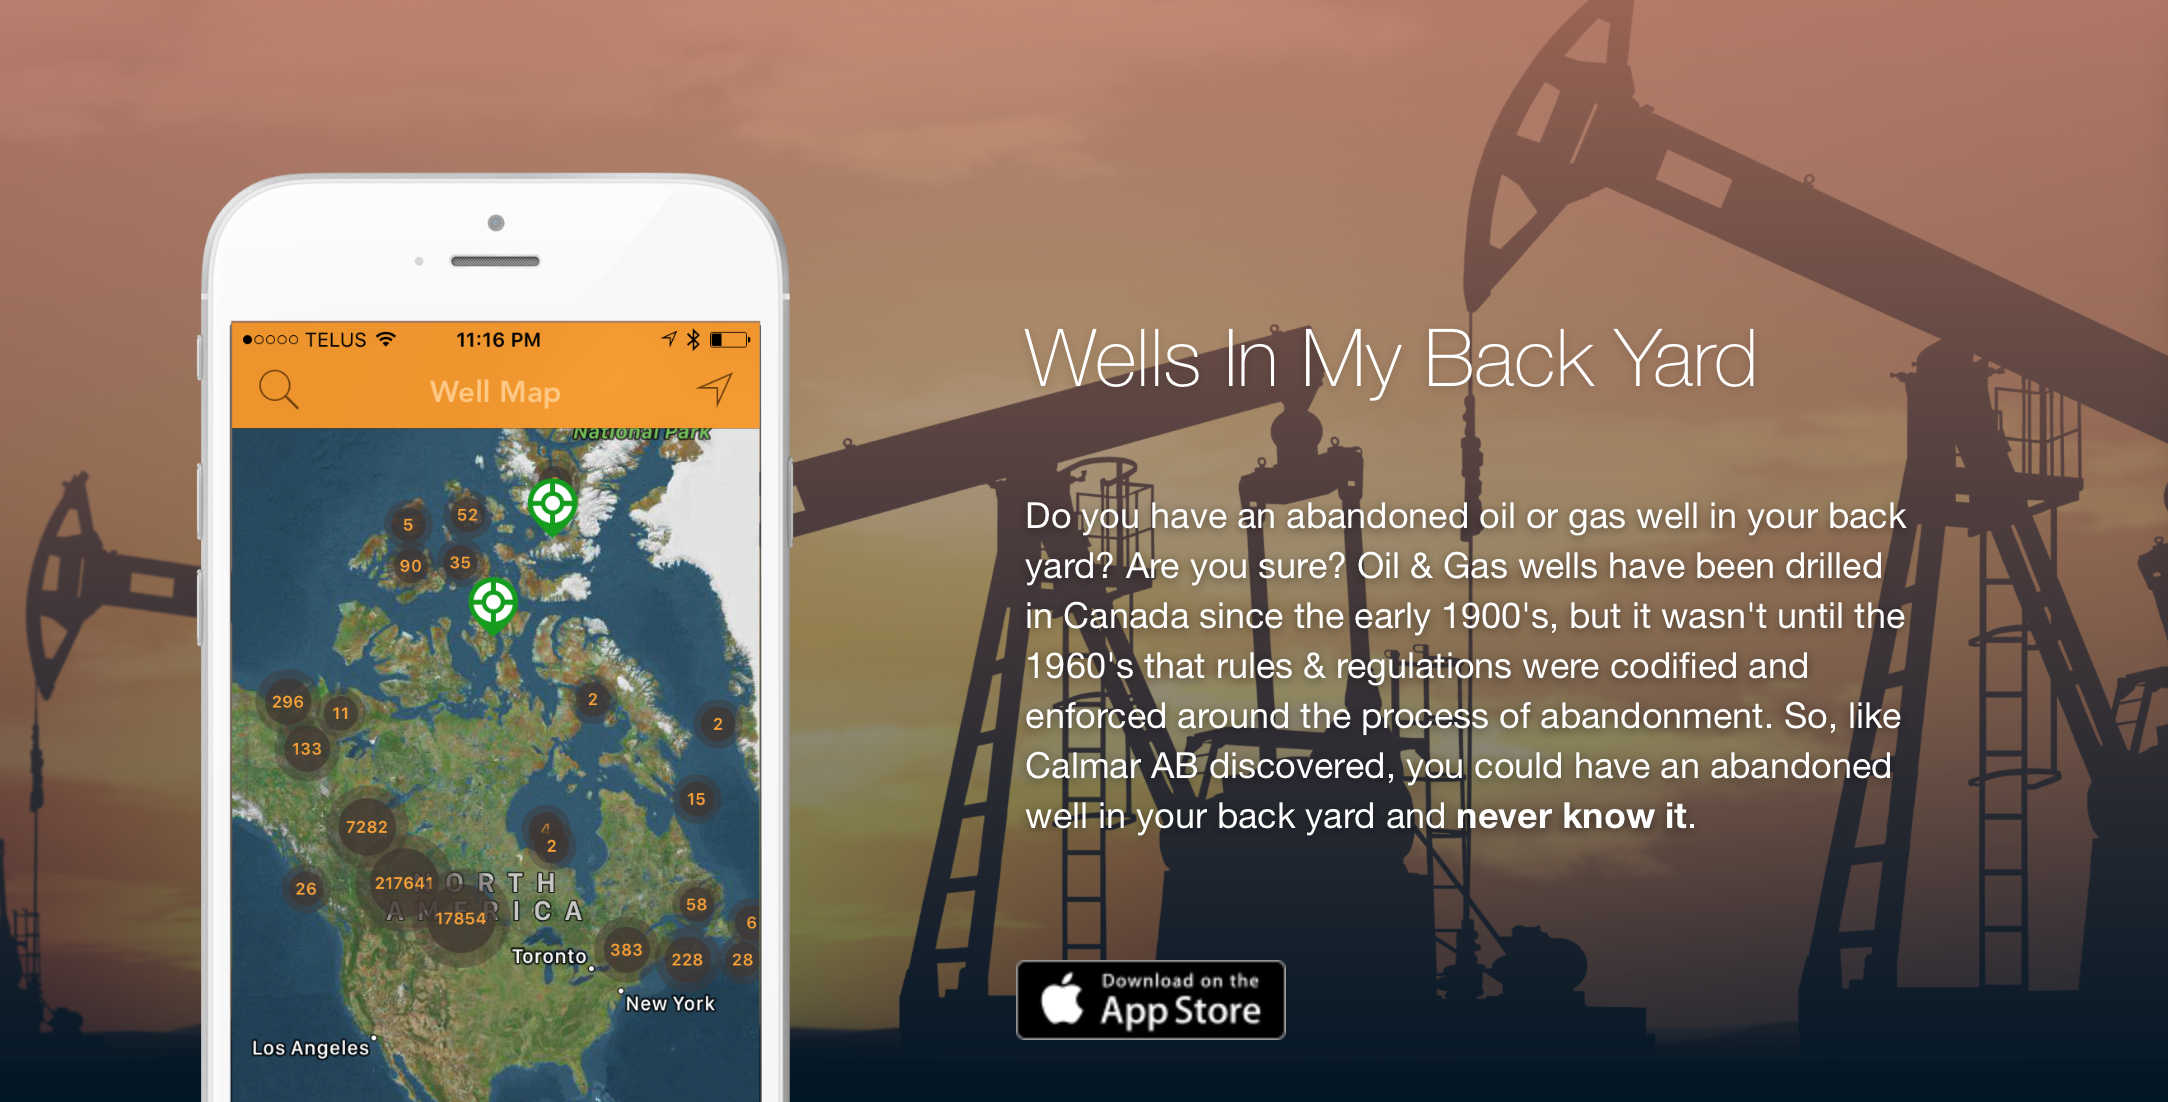 TELUS 11:16 PM
Well Map
National Park
5
52
90
35
296
11
133
2
2
15
7282
4
2
217641
26
NORTH
AMERICA
17854
58
6
Toronto
383
228
28
New York
Los Angeles
Wells In My Back Yard
Do you have an abandoned oil or gas well in your back
yard? Are you sure? Oil & Gas wells have been drilled
in Canada since the early 1900's, but it wasn't until the
1960's that rules & regulations were codified and
enforced around the process of abandonment. So, like
Calmar AB discovered, you could have an abandoned
well in your back yard and never know it.
Download on the
App Store